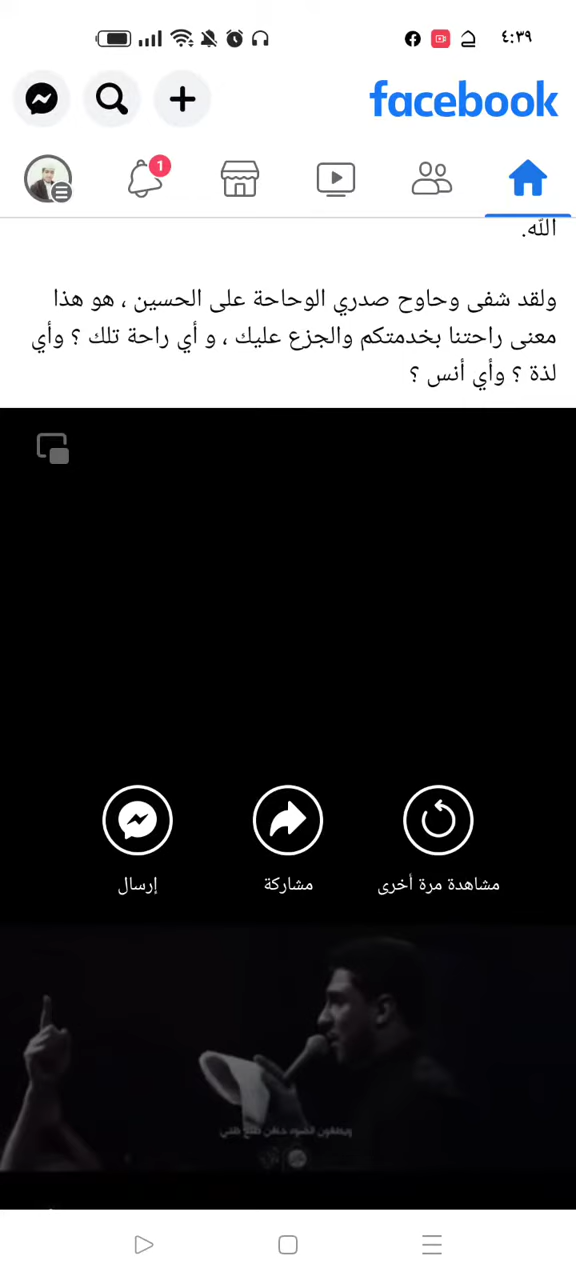 ٤:٣٩
facebook
1
الله.
ولقد شفى وحاوح صدري الوحاحة على الحسين ، هو هذا
معنى راحتنا بخدمتكم والجزع عليك ، و أي راحة تلك ؟ وأي
لذة ؟ وأي أنس ؟
مشاهدة مرة أخرى
مشاركة
إرسال